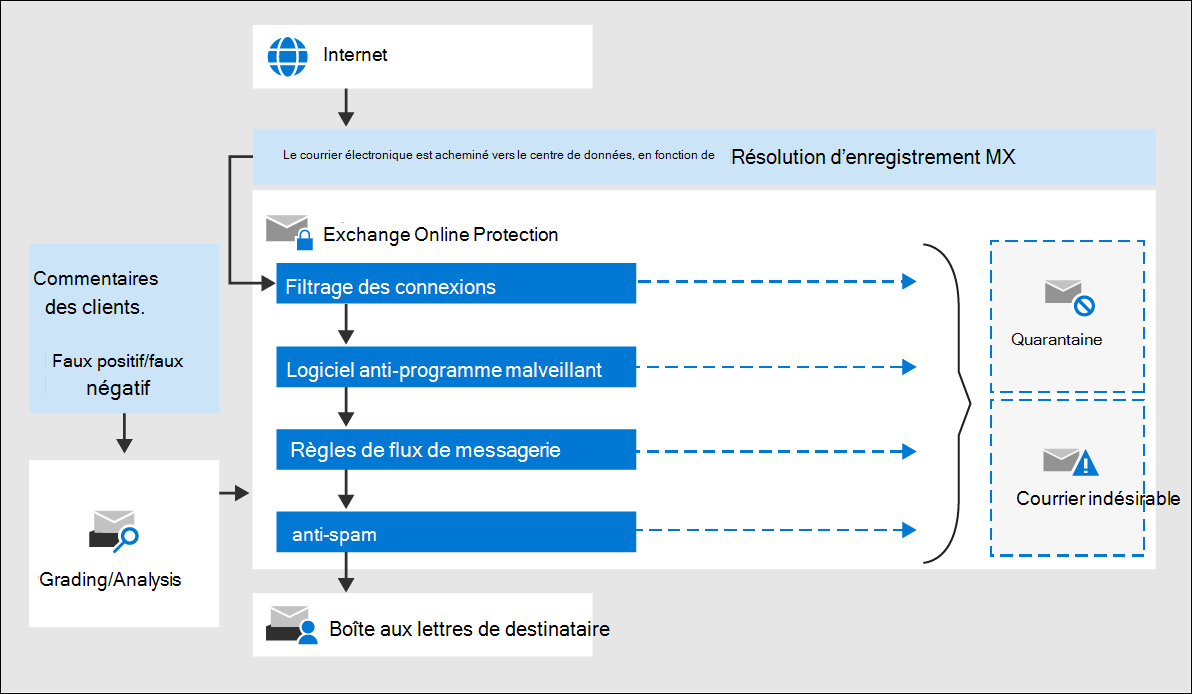 Internet
Le courrier électronique est acheminé vers le centre de données, en fonction de Résolution d’enregistrement MX
Exchange Online Protection
Filtrage des connexions
Logiciel anti-programme malveillant
Règles de flux de messagerie
anti-spam
Boîte aux lettres de destinataire
Commentaires
des clients.
Faux positif/faux
négatif
Grading/Analysis
Quarantaine
Courrier indésirable